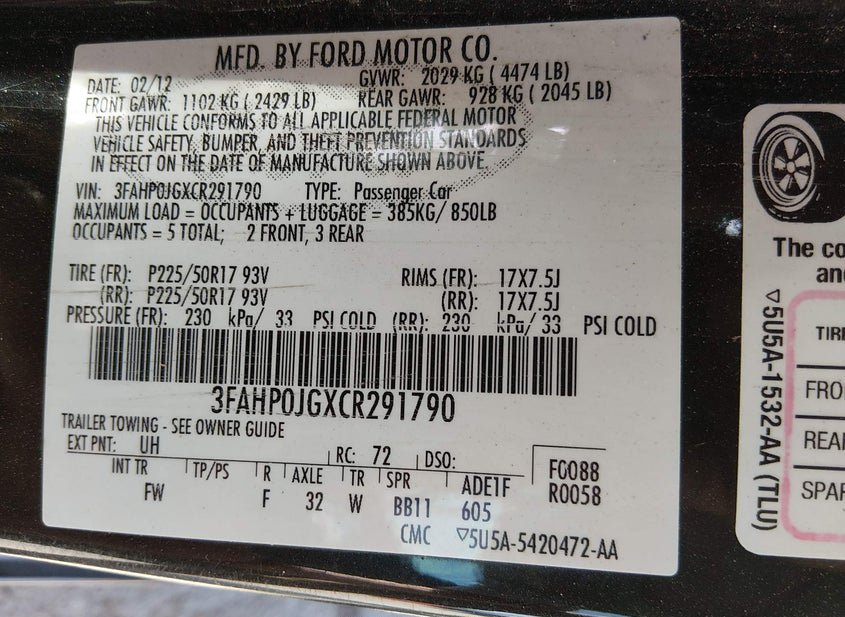 MFD. BY FORD MOTOR CO.
DATE: 02/12 GVWR: 2029 KG ( 4474 LB)
FRONT GAWR: 1102 KG ( 2429 LB) REAR GAWR: 928 KG ( 2045 LB)
THIS VEHICLE CONFORMS TO ALL APPLICABLE FEDERAL MOTOR
VEHICLE SAFETY, BUMPER, AND THEFT PREVENTION STANDARDS
IN EFFECT ON THE DATE OF MANUFACTURE SHOWN ABOVE.
VIN: 3FAHP0JGXCR291790 TYPE: Passenger Car
MAXIMUM LOAD = OCCUPANTS + LUGGAGE = 385KG/ 850LB
OCCUPANTS = 5 TOTAL; 2 FRONT, 3 REAR
TIRE (FR): P225/50R17 93V RIMS (FR): 17X7.5J
(RR): P225/50R17 93V (RR): 17X7.5J
PRESSURE (FR): 230 kPa/ 33 PSI COLD (RR): 230 kPa/ 33 PSI COLD
3FAHP0JGXCR291790
TRAILER TOWING - SEE OWNER GUIDE
EXT PNT: UH RC: 72 DSO:
INT TR TP/PS R AXLE TR SPR F0088
FW F 32 W BB11 ADE1F R0058
605
CMC ▽5U5A-5420472-AA
The co
an
▽5U5A-1532-AA (TLU)
TIR
FRO
REA
SPAR